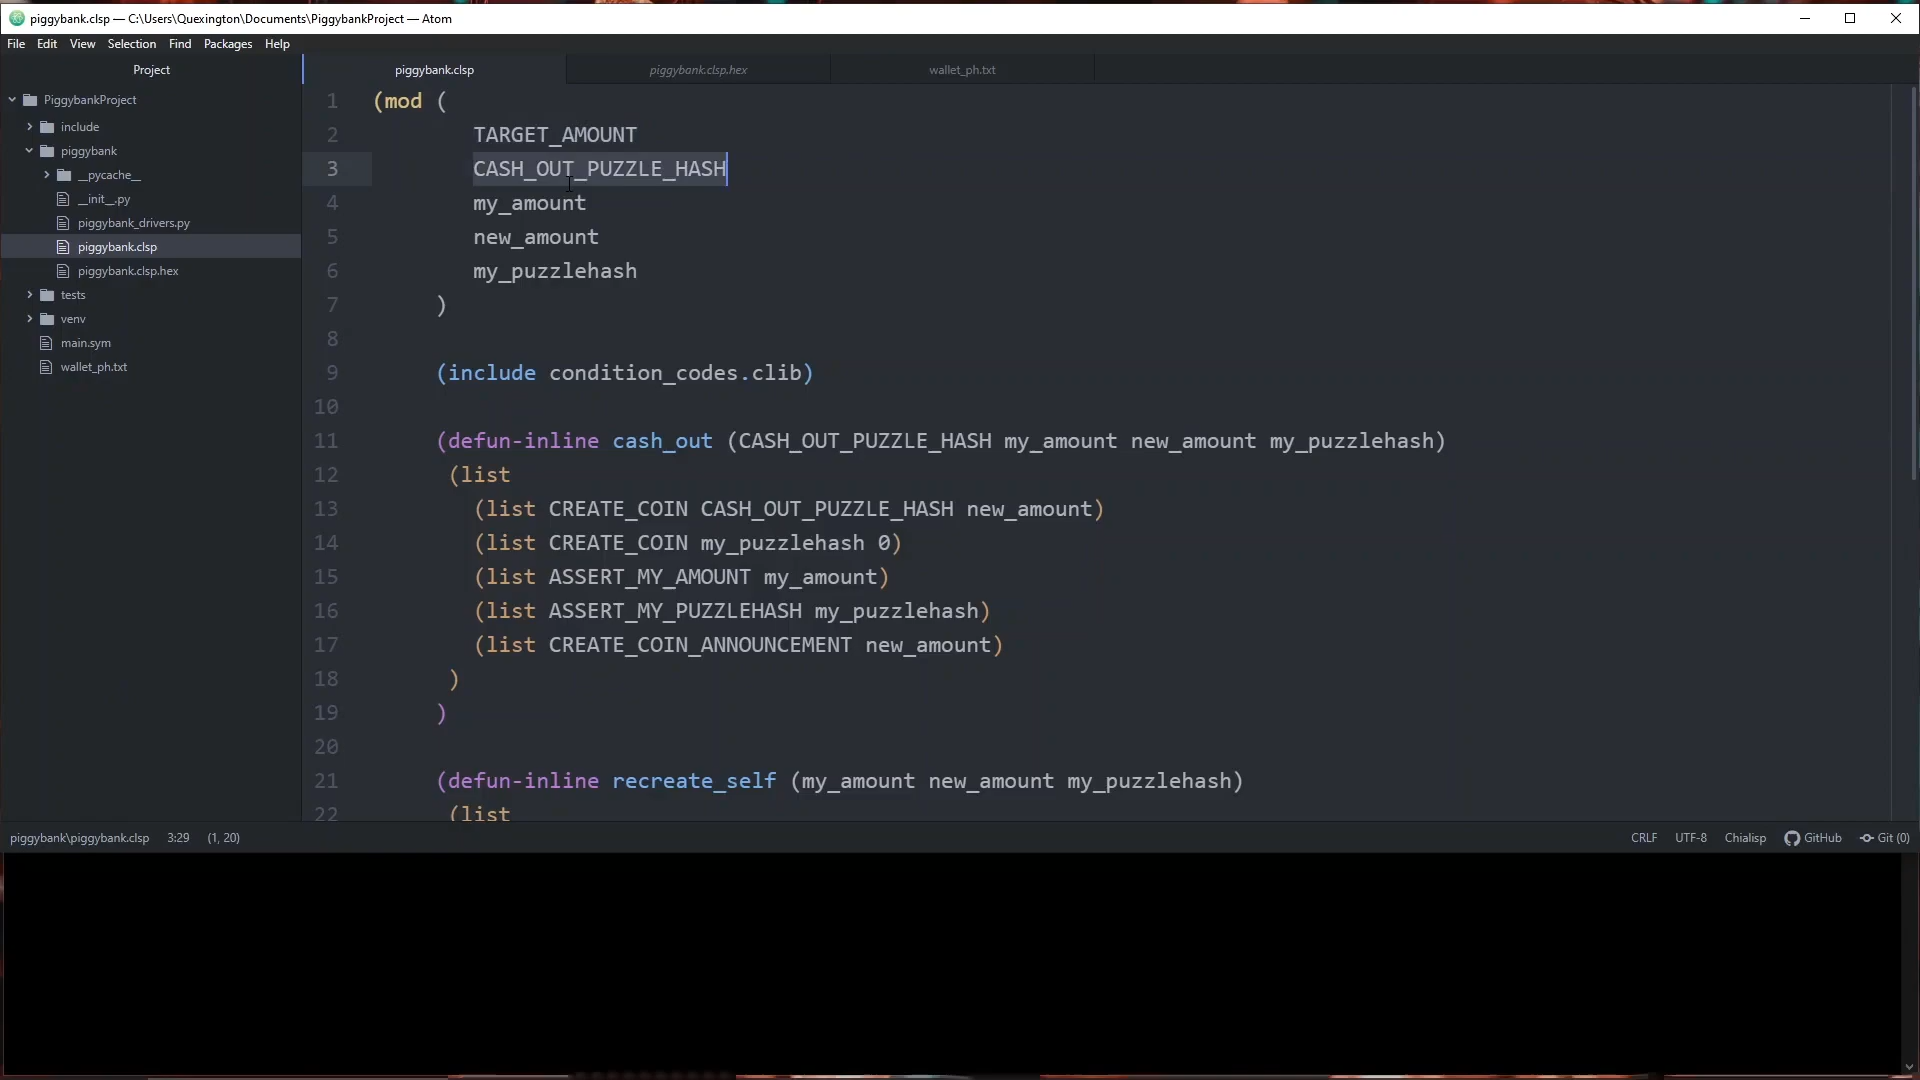 piggybank.clsp — C:\Users\Quexington\Documents\PiggybankProject — Atom
File Edit View Selection Find Packages Help
Project
PiggybankProject
include
piggybank
__pycache__
__init__.py
piggybank_drivers.py
piggybank.clsp
piggybank.clsp.hex
tests
venv
main.sym
wallet_ph.txt
piggybank.clsp piggybank.clsp.hex wallet_ph.txt
1 (mod (
2 TARGET_AMOUNT
3 CASH_OUT_PUZZLE_HASH
4 my_amount
5 new_amount
6 my_puzzlehash
7 )
8
9 (include condition_codes.clib)
10
11 (defun-inline cash_out (CASH_OUT_PUZZLE_HASH my_amount new_amount my_puzzlehash)
12 (list
13 (list CREATE_COIN CASH_OUT_PUZZLE_HASH new_amount)
14 (list CREATE_COIN my_puzzlehash 0)
15 (list ASSERT_MY_AMOUNT my_amount)
16 (list ASSERT_MY_PUZZLEHASH my_puzzlehash)
17 (list CREATE_COIN_ANNOUNCEMENT new_amount)
18 )
19 )
20
21 (defun-inline recreate_self (my_amount new_amount my_puzzlehash)
22 (list
piggybank\piggybank.clsp 3:29 (1, 20) CRLF UTF-8 Chialisp GitHub Git (0)